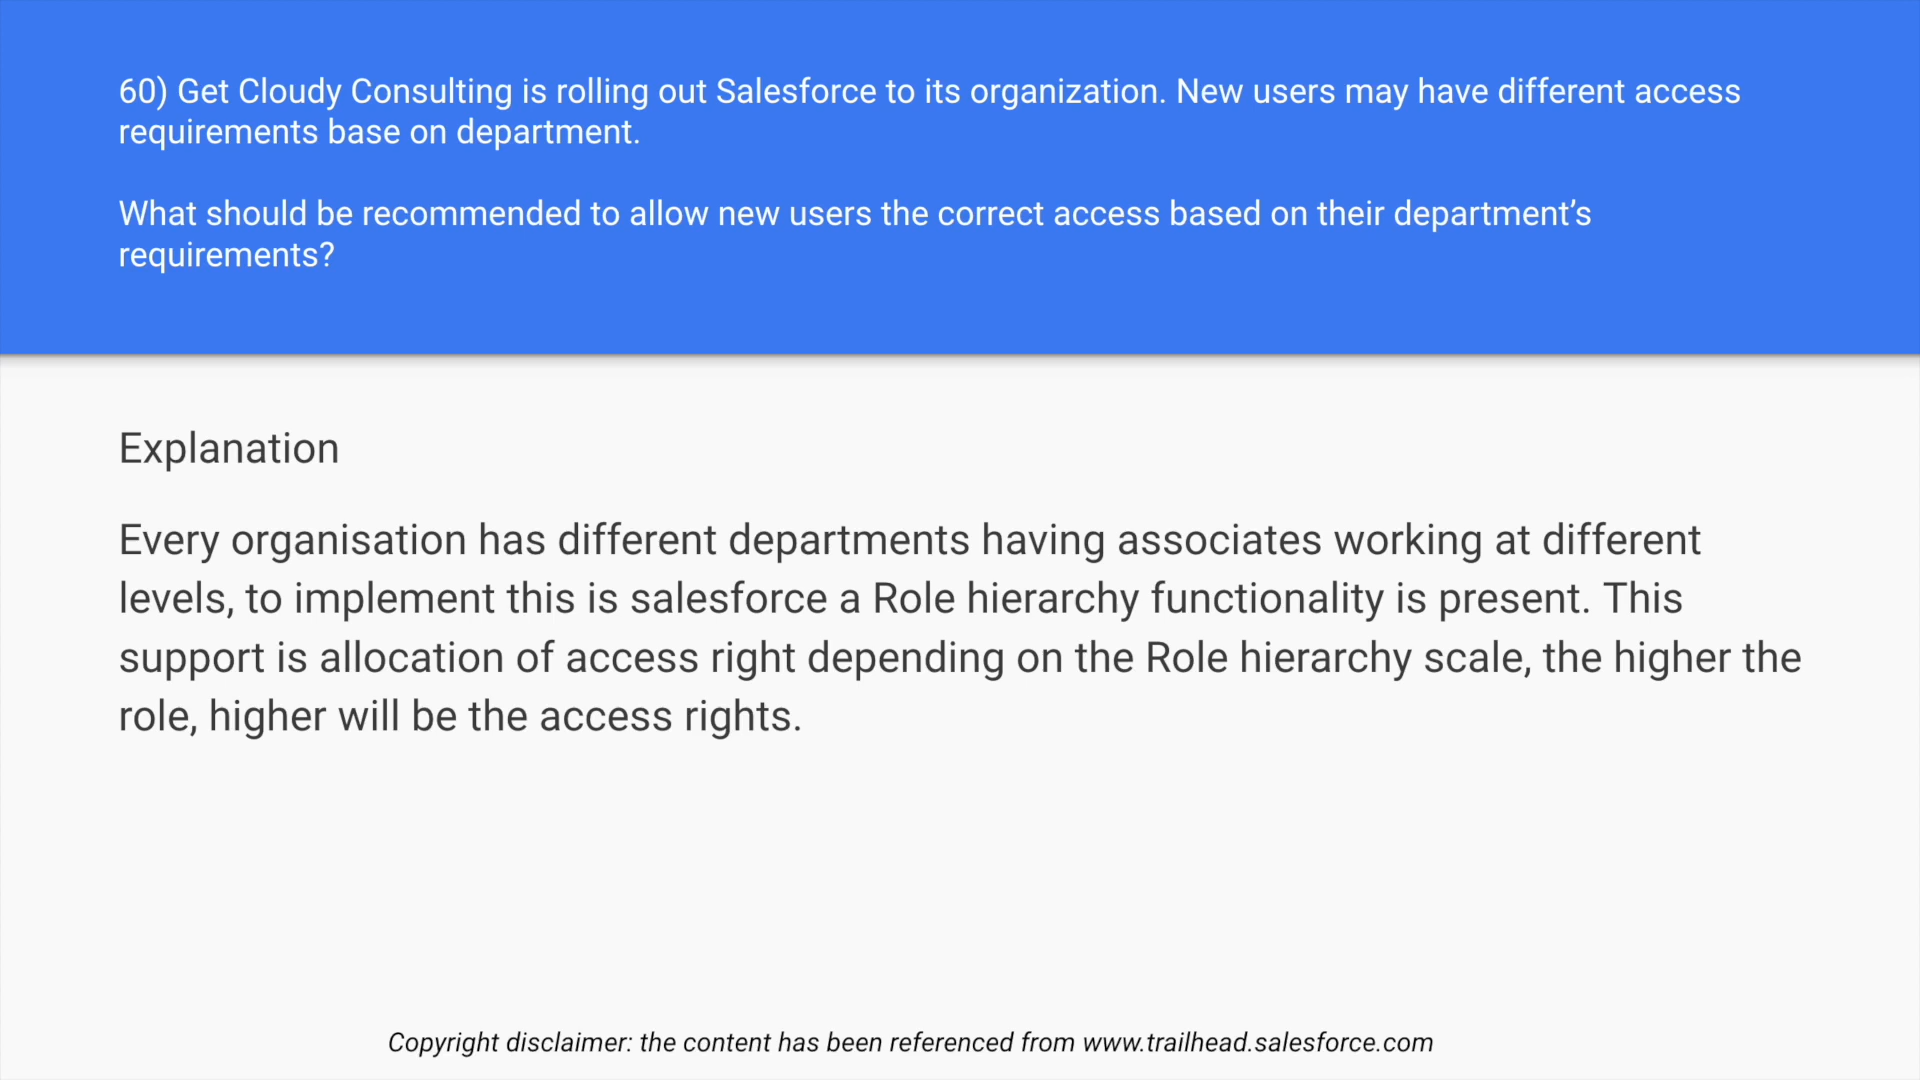 60) Get Cloudy Consulting is rolling out Salesforce to its organization. New users may have different access
requirements base on department.
What should be recommended to allow new users the correct access based on their department’s
requirements?
Explanation
Every organisation has different departments having associates working at different
levels, to implement this is salesforce a Role hierarchy functionality is present. This
support is allocation of access right depending on the Role hierarchy scale, the higher the
role, higher will be the access rights.
Copyright disclaimer: the content has been referenced from www.trailhead.salesforce.com